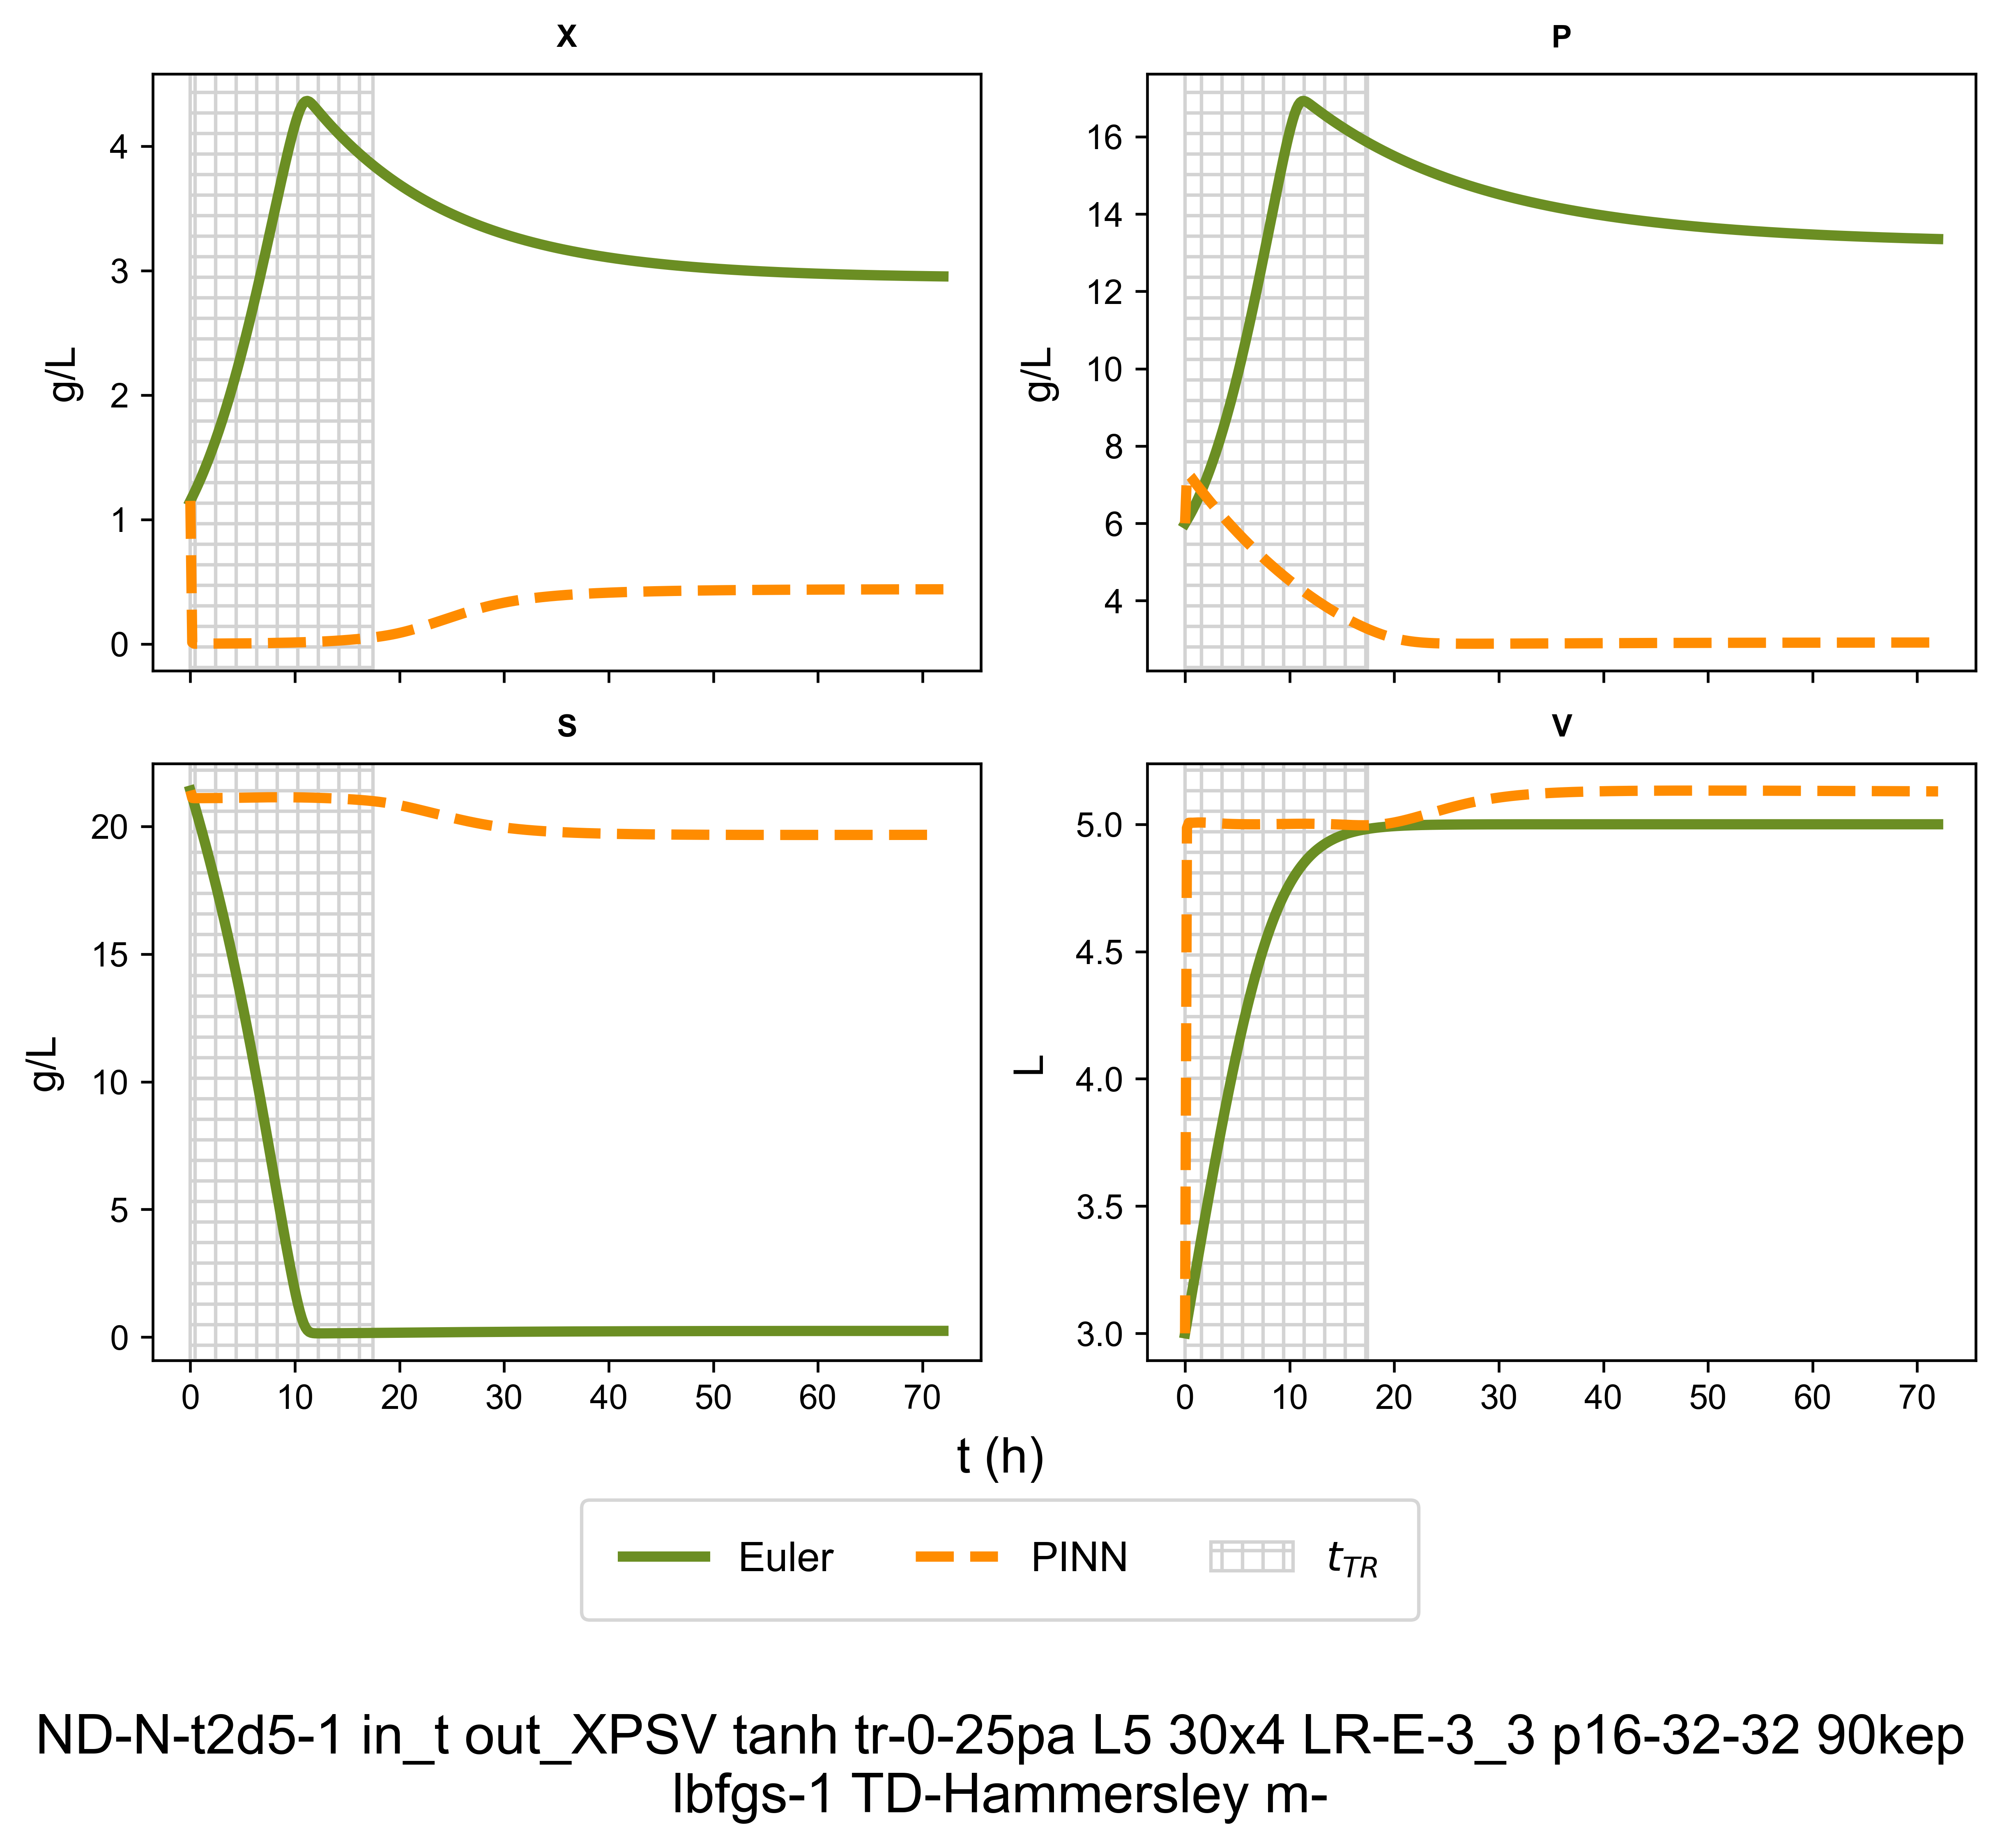 X
P
4
3
2
1
0
g/L
16
14
12
10
8
6
4
g/L
S
V
20
15
10
5
0
g/L
0 10 20 30 40 50 60 70
5.0
4.5
4.0
3.5
3.0
L
0 10 20 30 40 50 60 70
t (h)
Euler PINN t_TR
ND-N-t2d5-1 in_t out_XPSV tanh tr-0-25pa L5 30x4 LR-E-3_3 p16-32-32 90kep
lbfgs-1 TD-Hammersley m-